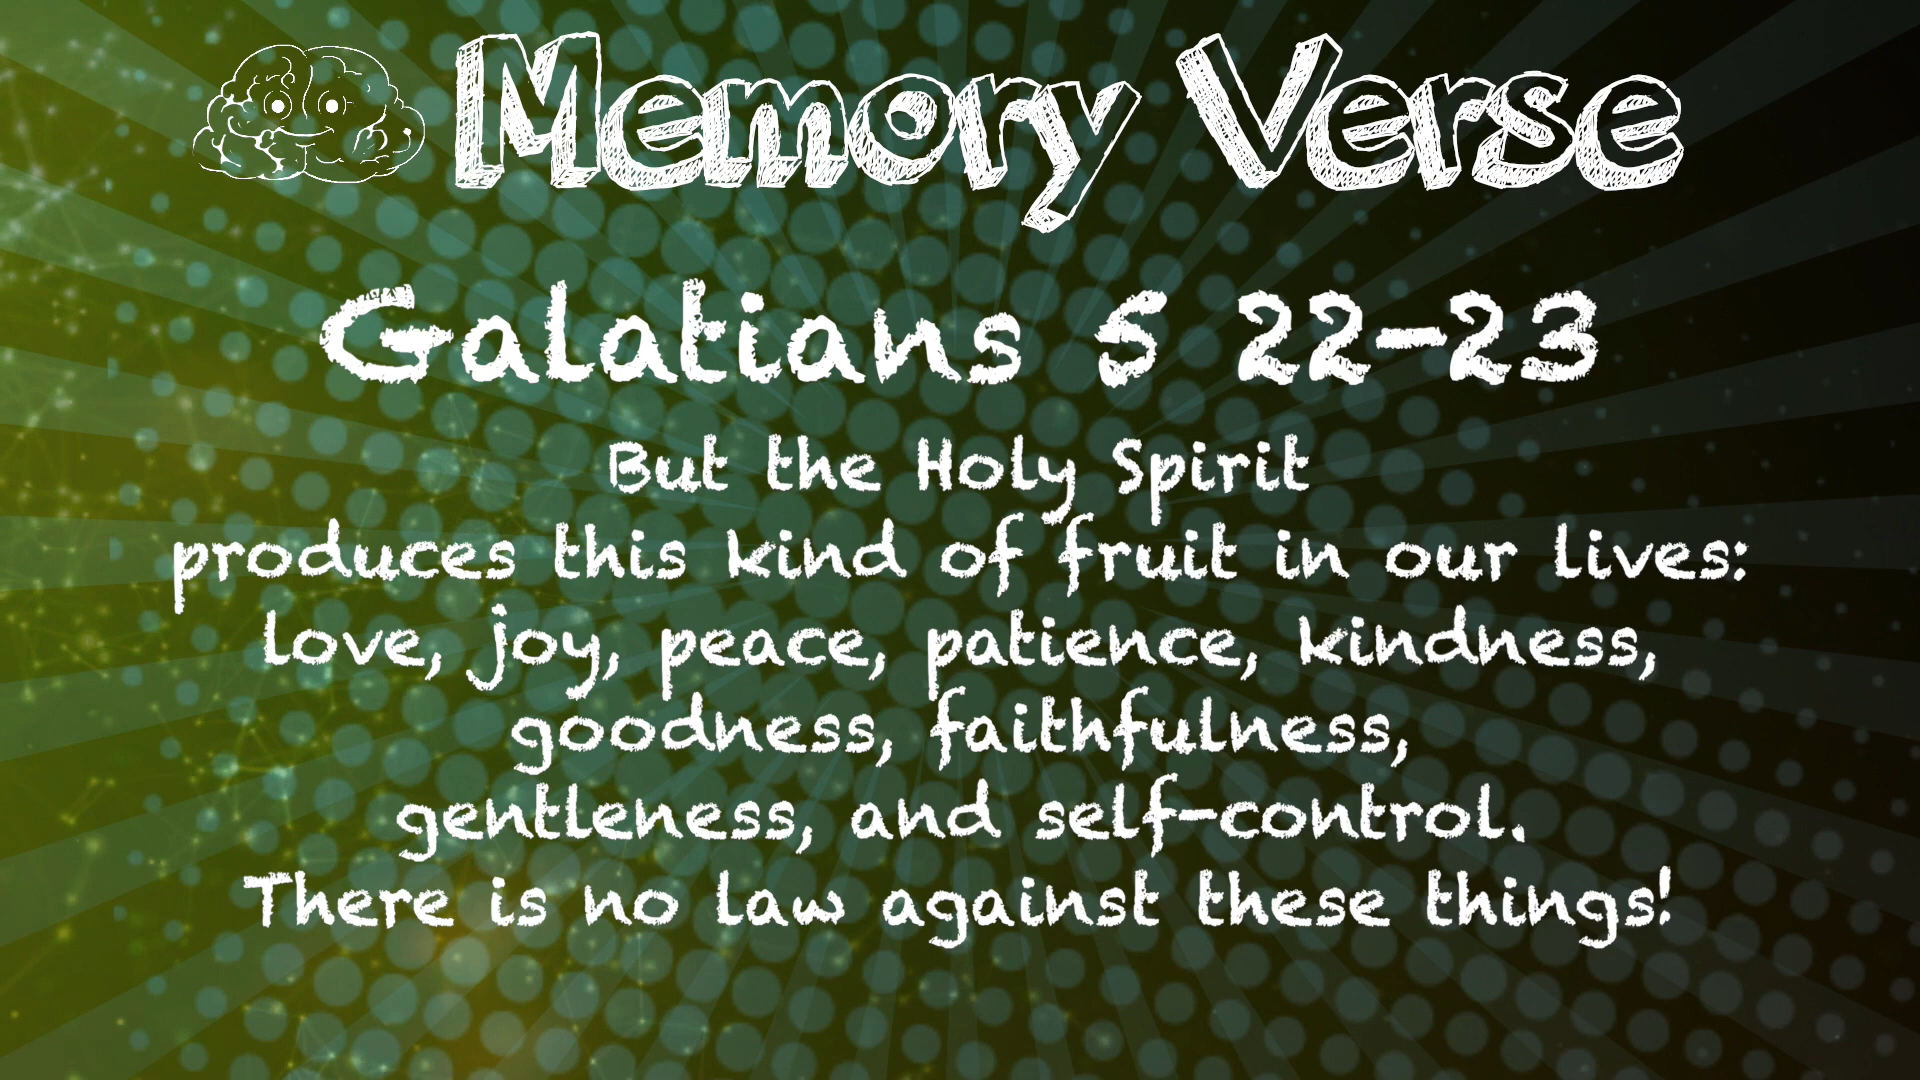 Memory Verse
Galatians 5 22-23
But the Holy Spirit
produces this kind of fruit in our lives:
love, joy, peace, patience, kindness,
goodness, faithfulness,
gentleness, and self-control.
There is no law against these things!